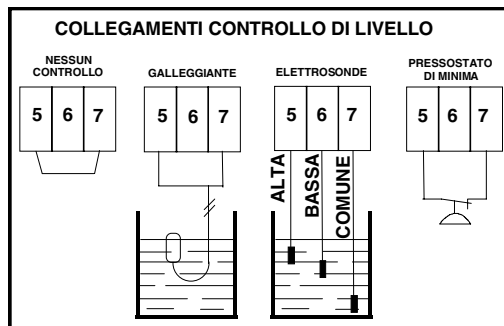 COLLEGAMENTI CONTROLLO DI LIVELLO
NESSUN
CONTROLLO
5 6 7
GALLEGGIANTE
5 6 7
ELETTROSONDE
5 6 7
ALTA
BASSA
COMUNE
PRESSOSTATO
DI MINIMA
5 6 7